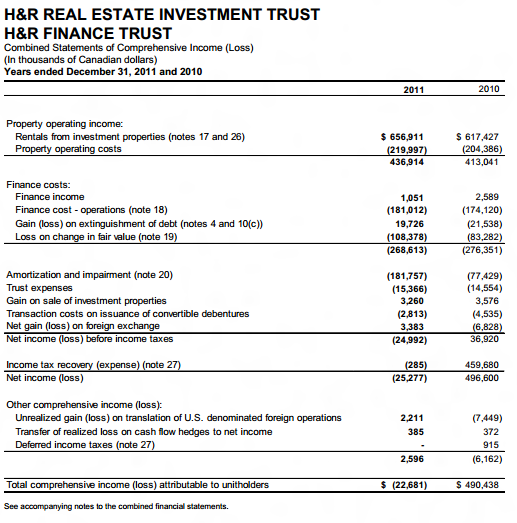 H&R REAL ESTATE INVESTMENT TRUST
H&R FINANCE TRUST
Combined Statements of Comprehensive Income (Loss)
(In thousands of Canadian dollars)
Years ended December 31, 2011 and 2010
2011 2010
Property operating income:
Rentals from investment properties (notes 17 and 26) $ 656,911 $ 617,427
Property operating costs (219,997) (204,386)
436,914 413,041
Finance costs:
Finance income 1,051 2,589
Finance cost - operations (note 18) (181,012) (174,120)
Gain (loss) on extinguishment of debt (notes 4 and 10(c)) 19,726 (21,538)
Loss on change in fair value (note 19) (108,378) (83,282)
(268,613) (276,351)
Amortization and impairment (note 20) (181,757) (77,429)
Trust expenses (15,366) (14,554)
Gain on sale of investment properties 3,260 3,576
Transaction costs on issuance of convertible debentures (2,813) (4,535)
Net gain (loss) on foreign exchange 3,383 (6,828)
Net income (loss) before income taxes (24,992) 36,920
Income tax recovery (expense) (note 27) (285) 459,680
Net income (loss) (25,277) 496,600
Other comprehensive income (loss):
Unrealized gain (loss) on translation of U.S. denominated foreign operations 2,211 (7,449)
Transfer of realized loss on cash flow hedges to net income 385 372
Deferred income taxes (note 27) - 915
2,596 (6,162)
Total comprehensive income (loss) attributable to unitholders $ (22,681) $ 490,438
See accompanying notes to the combined financial statements.